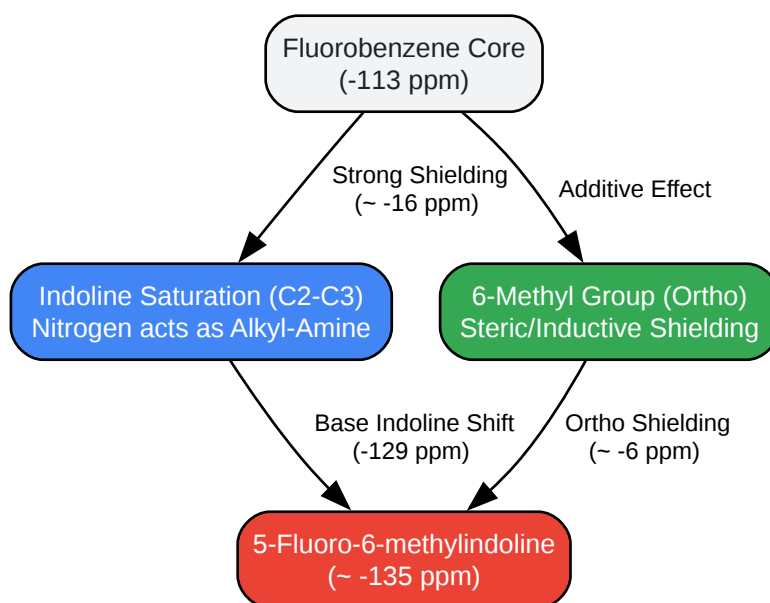 Fluorobenzene Core
(-113 ppm)
Strong Shielding
(~ -16 ppm)
Additive Effect
Indoline Saturation (C2-C3)
Nitrogen acts as Alkyl-Amine
6-Methyl Group (Ortho)
Steric/Inductive Shielding
Base Indoline Shift
(-129 ppm)
Ortho Shielding
(~ -6 ppm)
5-Fluoro-6-methylindoline
(~ -135 ppm)